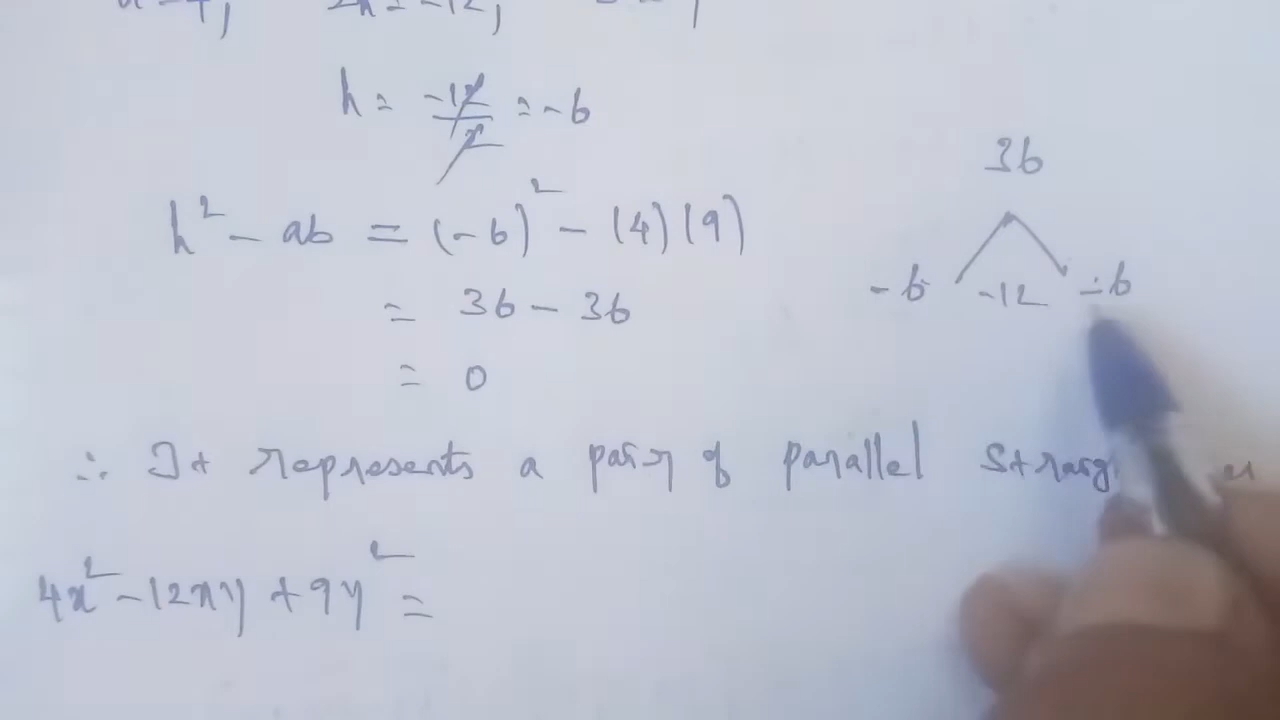 h = -12/2 = -6
36
h² - ab = (-6)² - (4)(9)
-6 -12 -6
= 36 - 36
= 0
∴ It represents a pair of parallel
4x² - 12xy + 9y² =